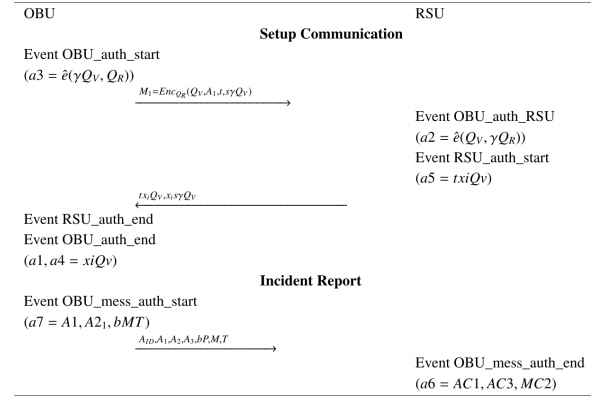 OBU RSU
Setup Communication
Event OBU_auth_start
(a3 = ê(γQ_V, Q_R))
M_1=Enc_{Q_R}(Q_V,A_1,t,sγQ_V)
Event OBU_auth_RSU
(a2 = ê(Q_V, γQ_R))
Event RSU_auth_start
(a5 = txiQv)
tx_iQ_V,x_isγQ_V
Event RSU_auth_end
Event OBU_auth_end
(a1, a4 = xiQv)
Incident Report
Event OBU_mess_auth_start
(a7 = A1, A2_1, bMT)
A_{ID},A_1,A_2,A_3,bP,M,T
Event OBU_mess_auth_end
(a6 = AC1, AC3, MC2)